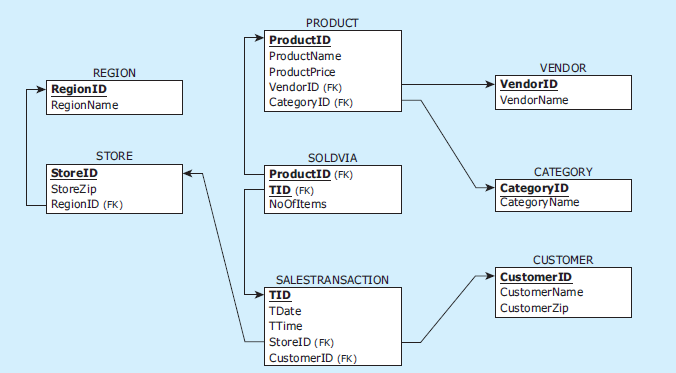 PRODUCT
ProductID
ProductName
ProductPrice
VendorID (FK)
CategoryID (FK)
REGION
RegionID
RegionName
VENDOR
VendorID
VendorName
STORE
StoreID
StoreZip
RegionID (FK)
SOLDVIA
ProductID (FK)
TID (FK)
NoOfItems
CATEGORY
CategoryID
CategoryName
SALESTRANSACTION
TID
TDate
TTime
StoreID (FK)
CustomerID (FK)
CUSTOMER
CustomerID
CustomerName
CustomerZip